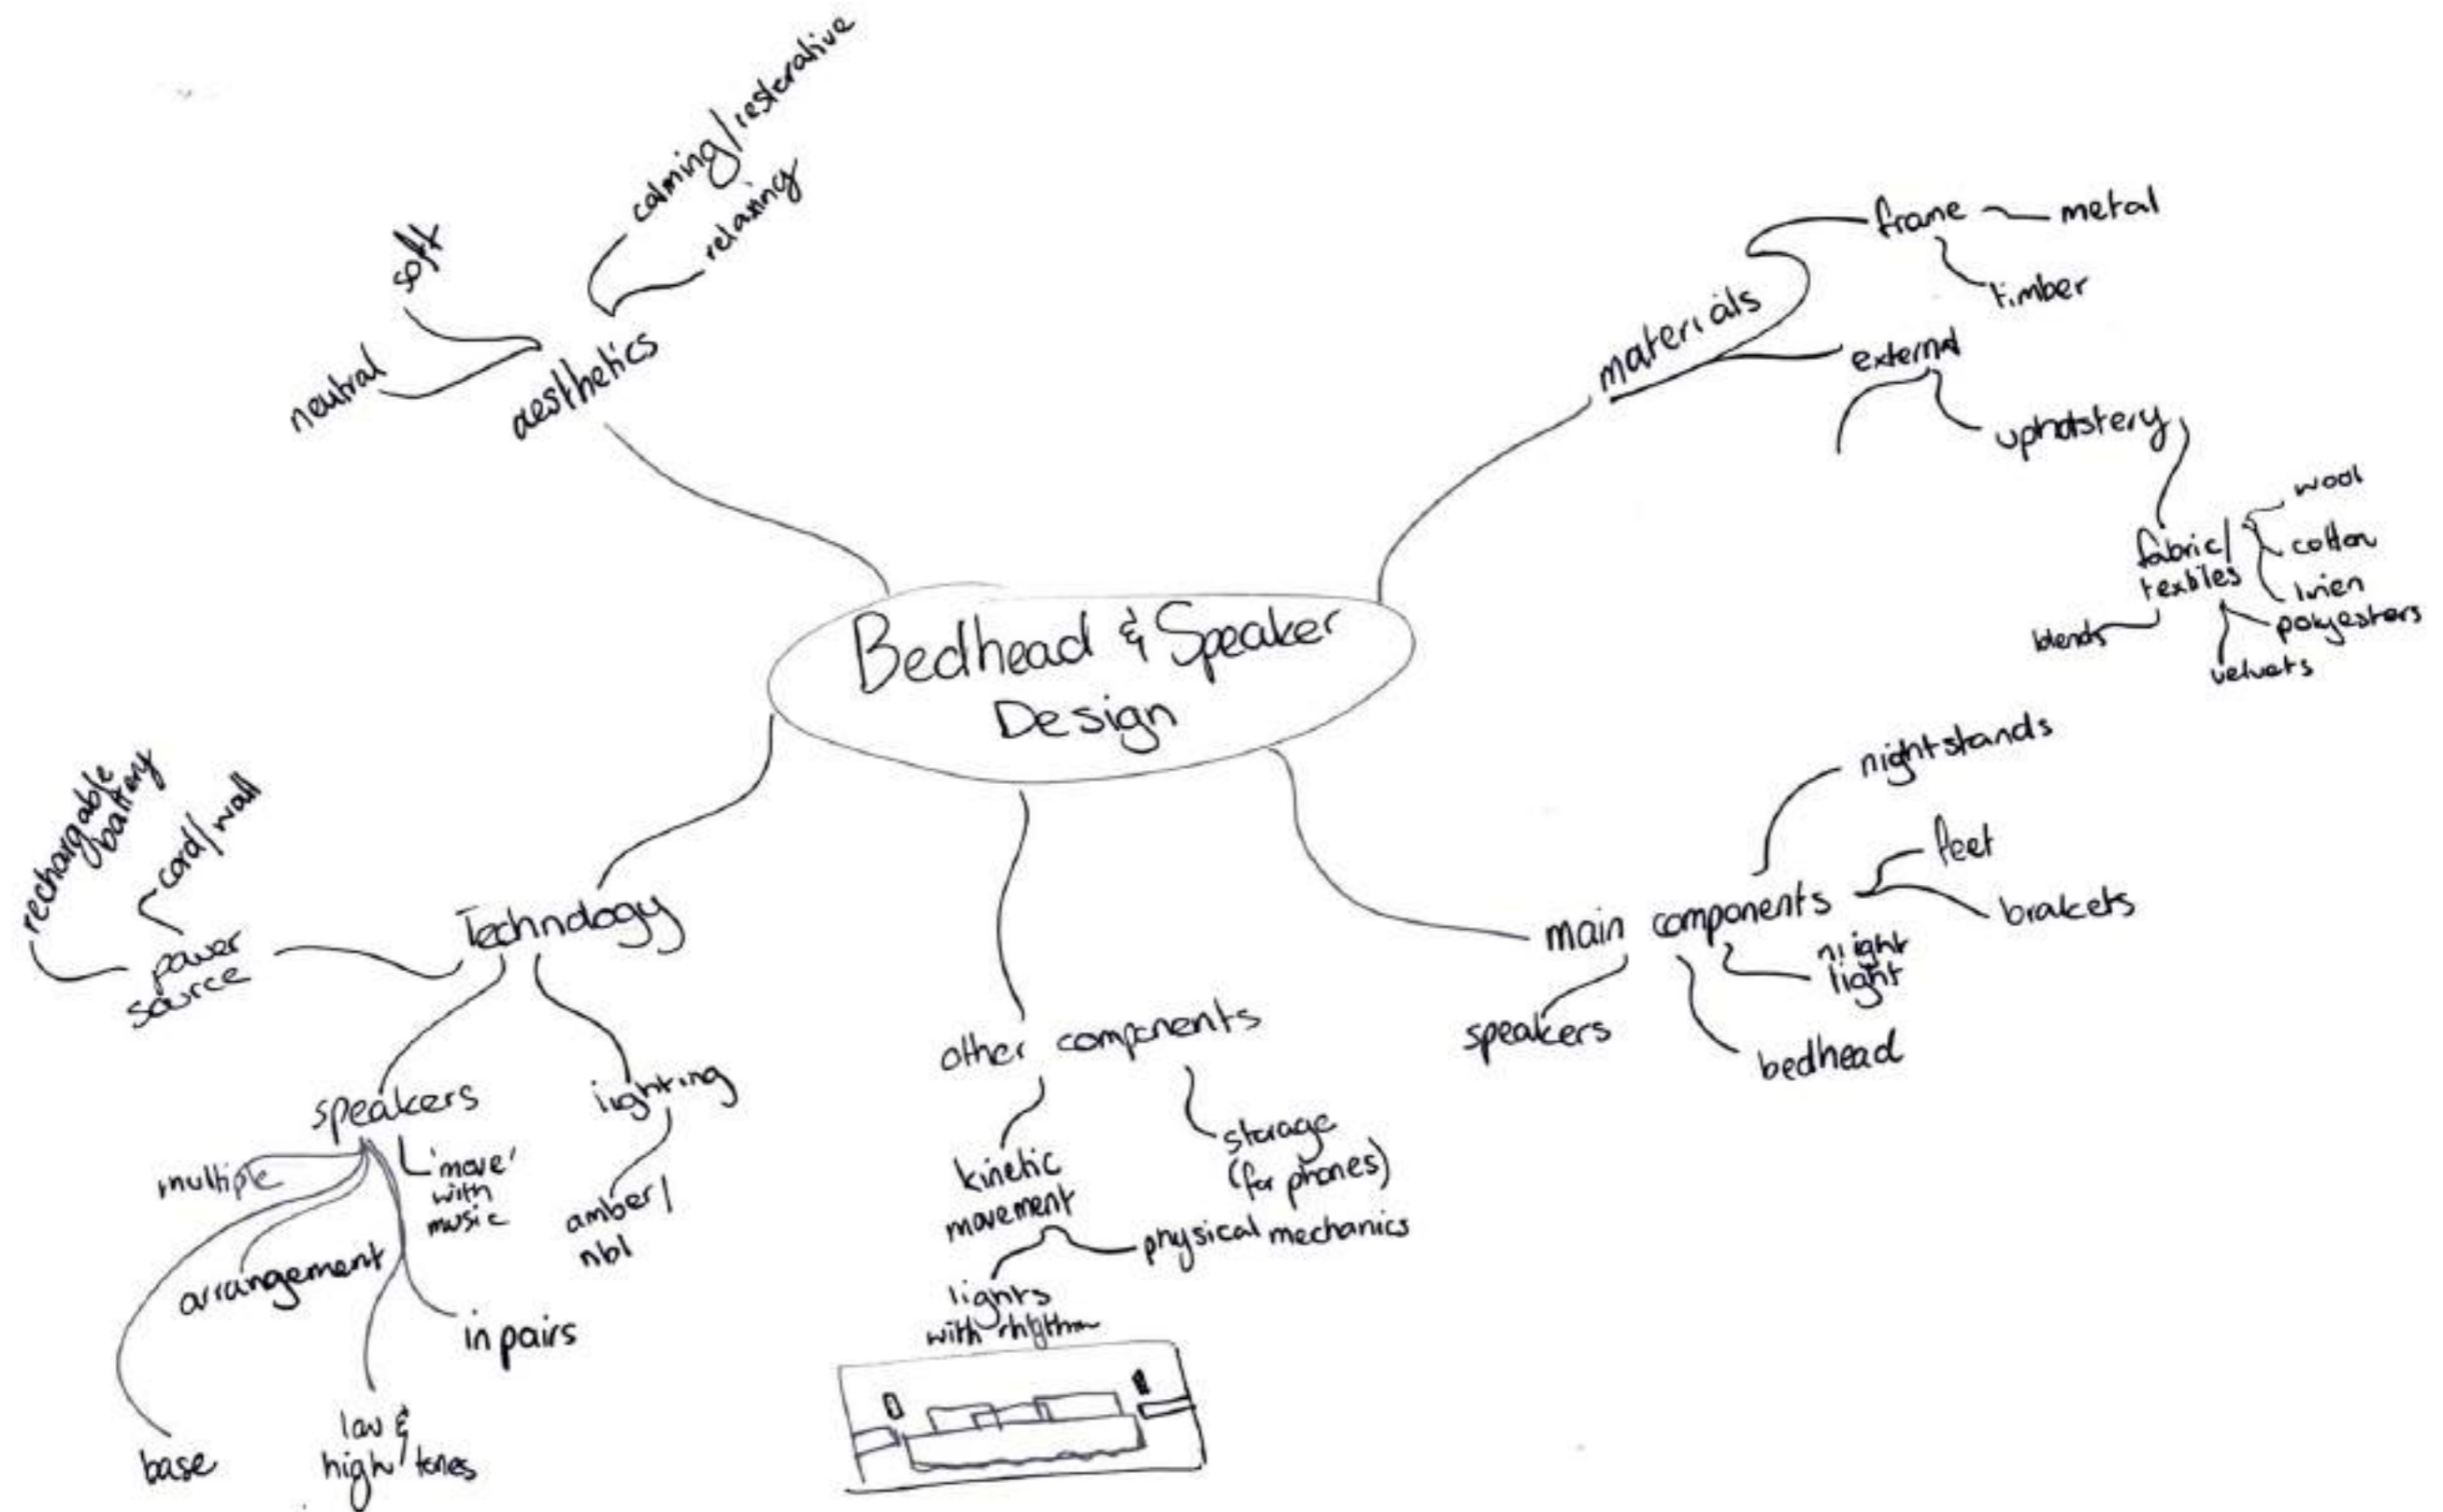 calming/restorative
relaxing
soft
neutral
aesthetics
materials
frame
metal
timber
external
upholstery
fabric/
textiles
wool
cotton
linen
polyesters
velvets
blends
Bedhead & Speaker
Design
nightstands
feet
main components
brakets
night
light
speakers
bedhead
rechargable
battery
cord/wall
power
source
Technology
speakers
lighting
multiple
'move'
with
music
amber/
nbl
arrangement
in pairs
base
low &
high tones
other components
kinetic
movement
storage
(for phones)
physical mechanics
lights
with rhythm